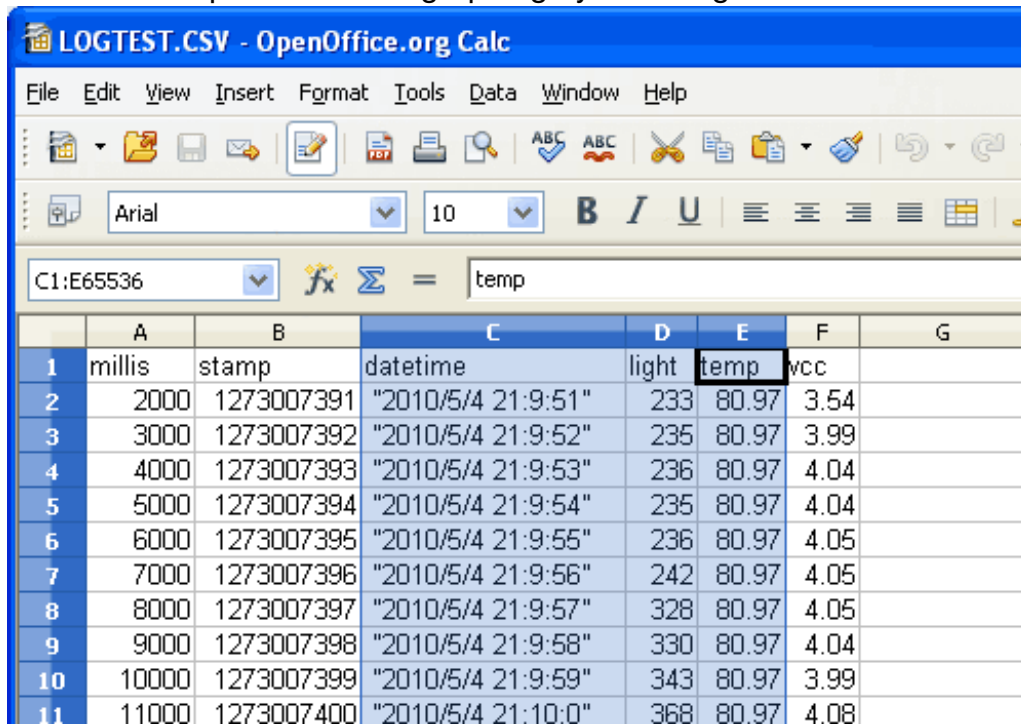 LOGTEST.CSV - OpenOffice.org Calc
File Edit View Insert Format Tools Data Window Help
ABC ABC
Arial 10 B I U
C1:E65536 fx Σ = temp
A B C D E F G
1 millis stamp datetime light temp vcc
2 2000 1273007391 "2010/5/4 21:9:51" 233 80.97 3.54
3 3000 1273007392 "2010/5/4 21:9:52" 235 80.97 3.99
4 4000 1273007393 "2010/5/4 21:9:53" 236 80.97 4.04
5 5000 1273007394 "2010/5/4 21:9:54" 235 80.97 4.04
6 6000 1273007395 "2010/5/4 21:9:55" 236 80.97 4.05
7 7000 1273007396 "2010/5/4 21:9:56" 242 80.97 4.05
8 8000 1273007397 "2010/5/4 21:9:57" 328 80.97 4.05
9 9000 1273007398 "2010/5/4 21:9:58" 330 80.97 4.04
10 10000 1273007399 "2010/5/4 21:9:59" 343 80.97 3.99
11 11000 1273007400 "2010/5/4 21:10:0" 368 80.97 4.08